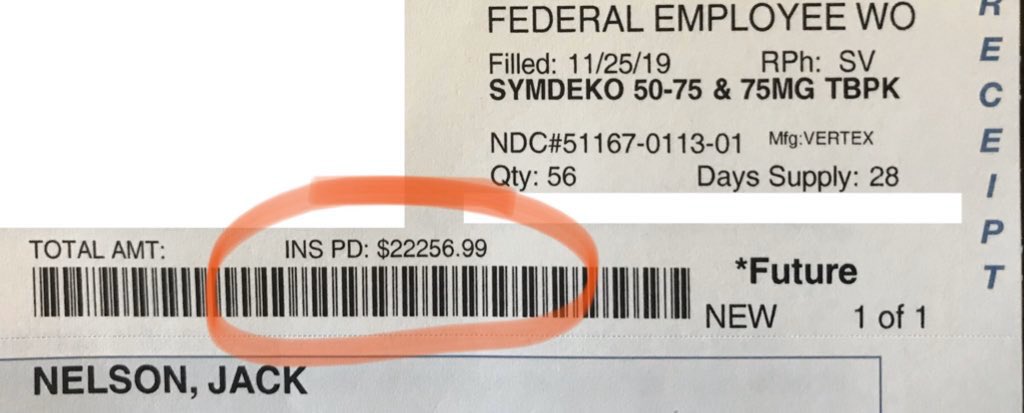 FEDERAL EMPLOYEE WO
Filled: 11/25/19 RPh: SV
SYMDEKO 50-75 & 75MG TBPK
NDC#51167-0113-01 Mfg:VERTEX
Qty: 56 Days Supply: 28
TOTAL AMT: INS PD: $22256.99
*Future
NEW 1 of 1
NELSON, JACK
RECEIPT